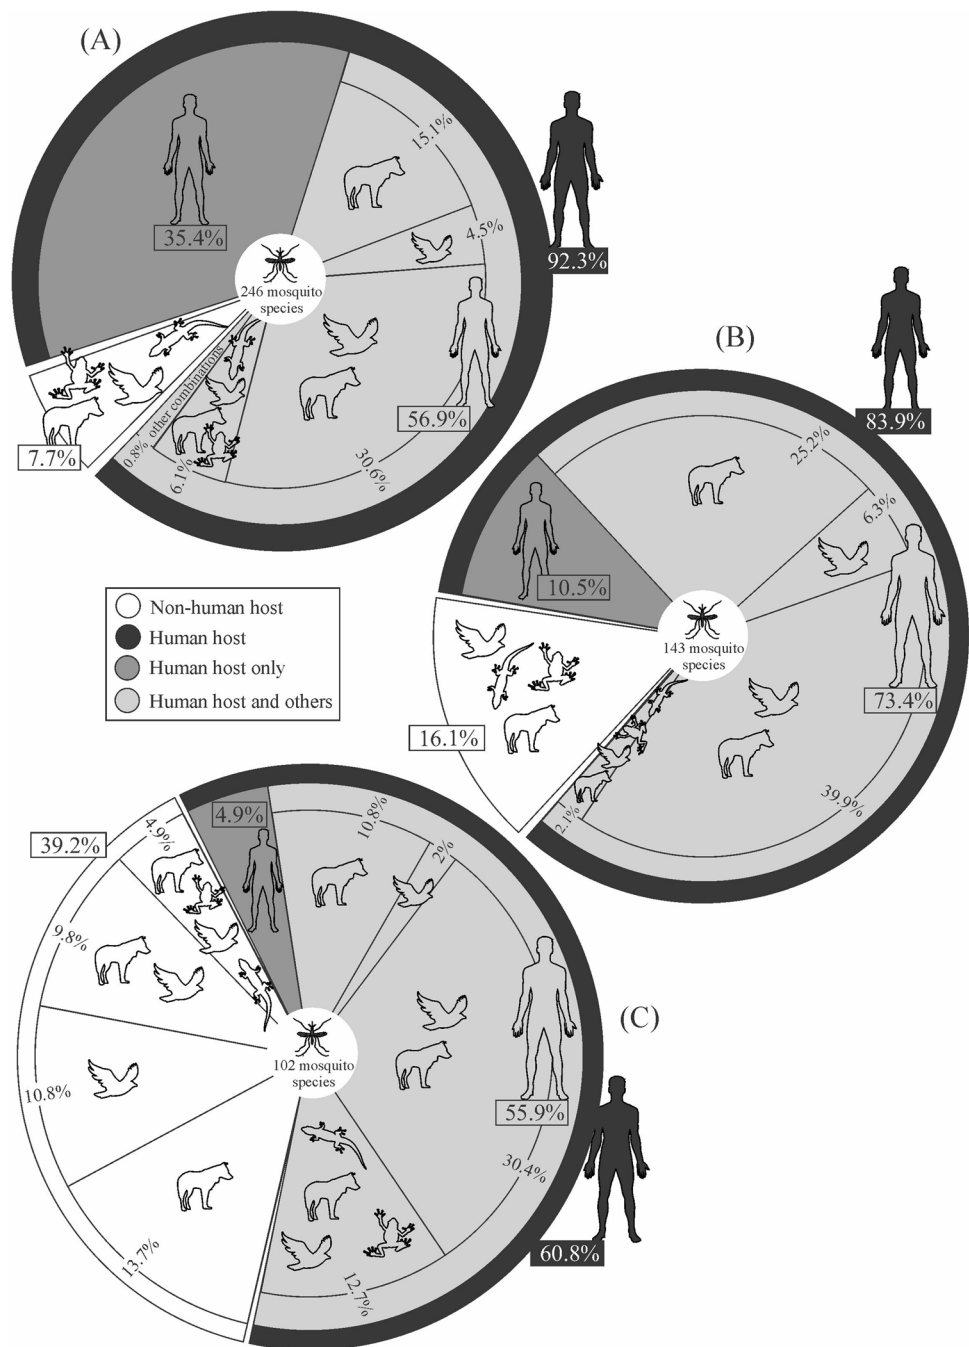 (A)
15.1%
4.5%
35.4%
92.3%
246 mosquito
species
56.9%
other combinations
7.7%
0.8%
6.1%
30.6%
(B)
83.9%
25.2%
6.3%
10.5%
143 mosquito
species
73.4%
16.1%
39.9%
2.1%
Non-human host
Human host
Human host only
Human host and others
(C)
39.2%
4.9%
4.9%
10.8%
2%
9.8%
10.8%
102 mosquito
species
55.9%
30.4%
60.8%
13.7%
12.7%